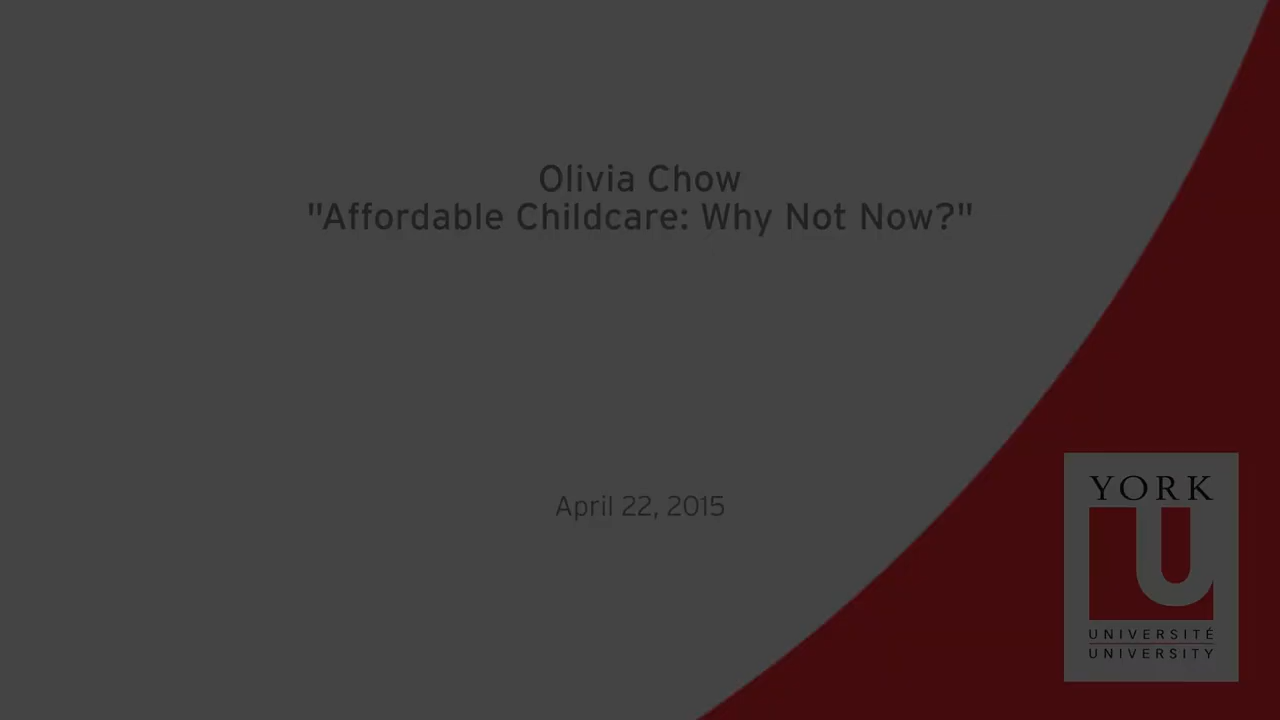 Olivia Chow
"Affordable Childcare: Why Not Now?"
April 22, 2015
YORK
U
UNIVERSITÉ
UNIVERSITY